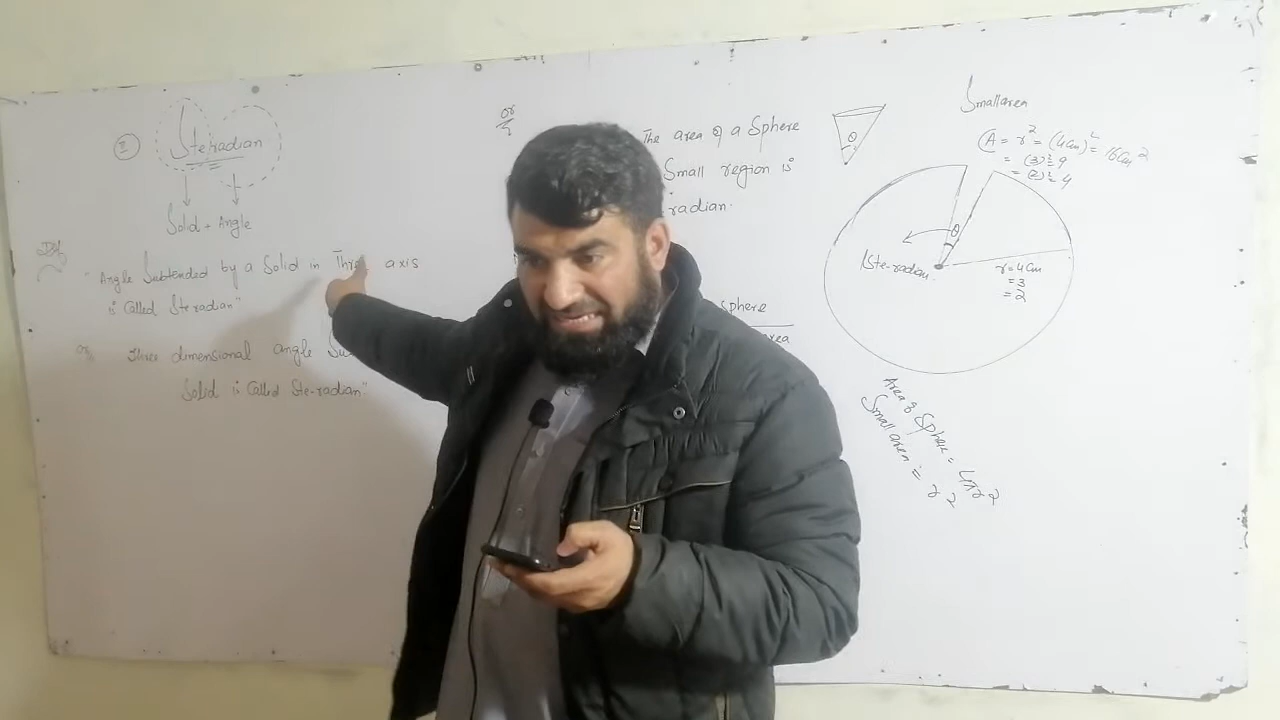 I
Ste radian
Solid + Angle
Def
"Angle Subtended by a Solid in Three axis
is Called Ste radian"
or
Three dimensional angle
Solid is Called Ste-radian"
or
The area of a Sphere
Small region is
radian.
Sphere
area
θ
Small area
A = r² = (4cm)² = 16cm²
= (3)² = 9
= (2)² = 4
θ
1Ste-radian
r = 4cm
= 3
= 2
Area of Sphere = 4πr²
Small area = r²